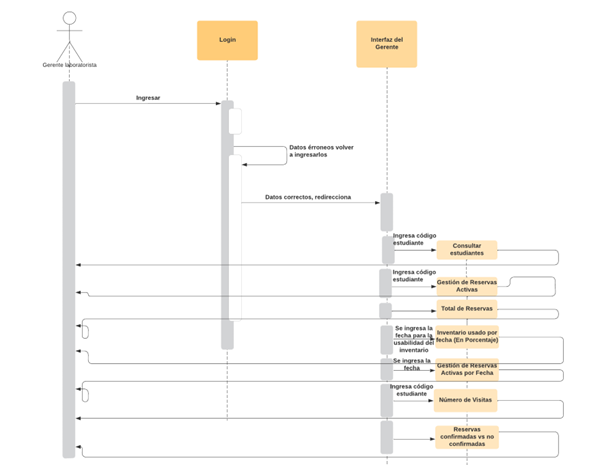 Login
Interfaz del
Gerente
Gerente laboratorista
Ingresar
Datos érroneos volver
a ingresarlos
Datos correctos, redirecciona
Ingresa código
estudiante
Consultar
estudiantes
Ingresa código
estudiante
Gestión de Reservas
Activas
Total de Reservas
Se ingresa la
fecha para la
usabilidad del
inventario
Inventario usado por
fecha (En Porcentaje)
Se ingresa la
fecha
Gestión de Reservas
Activas por Fecha
Ingresa código
estudiante
Número de Visitas
Reservas
confirmadas vs no
confirmadas